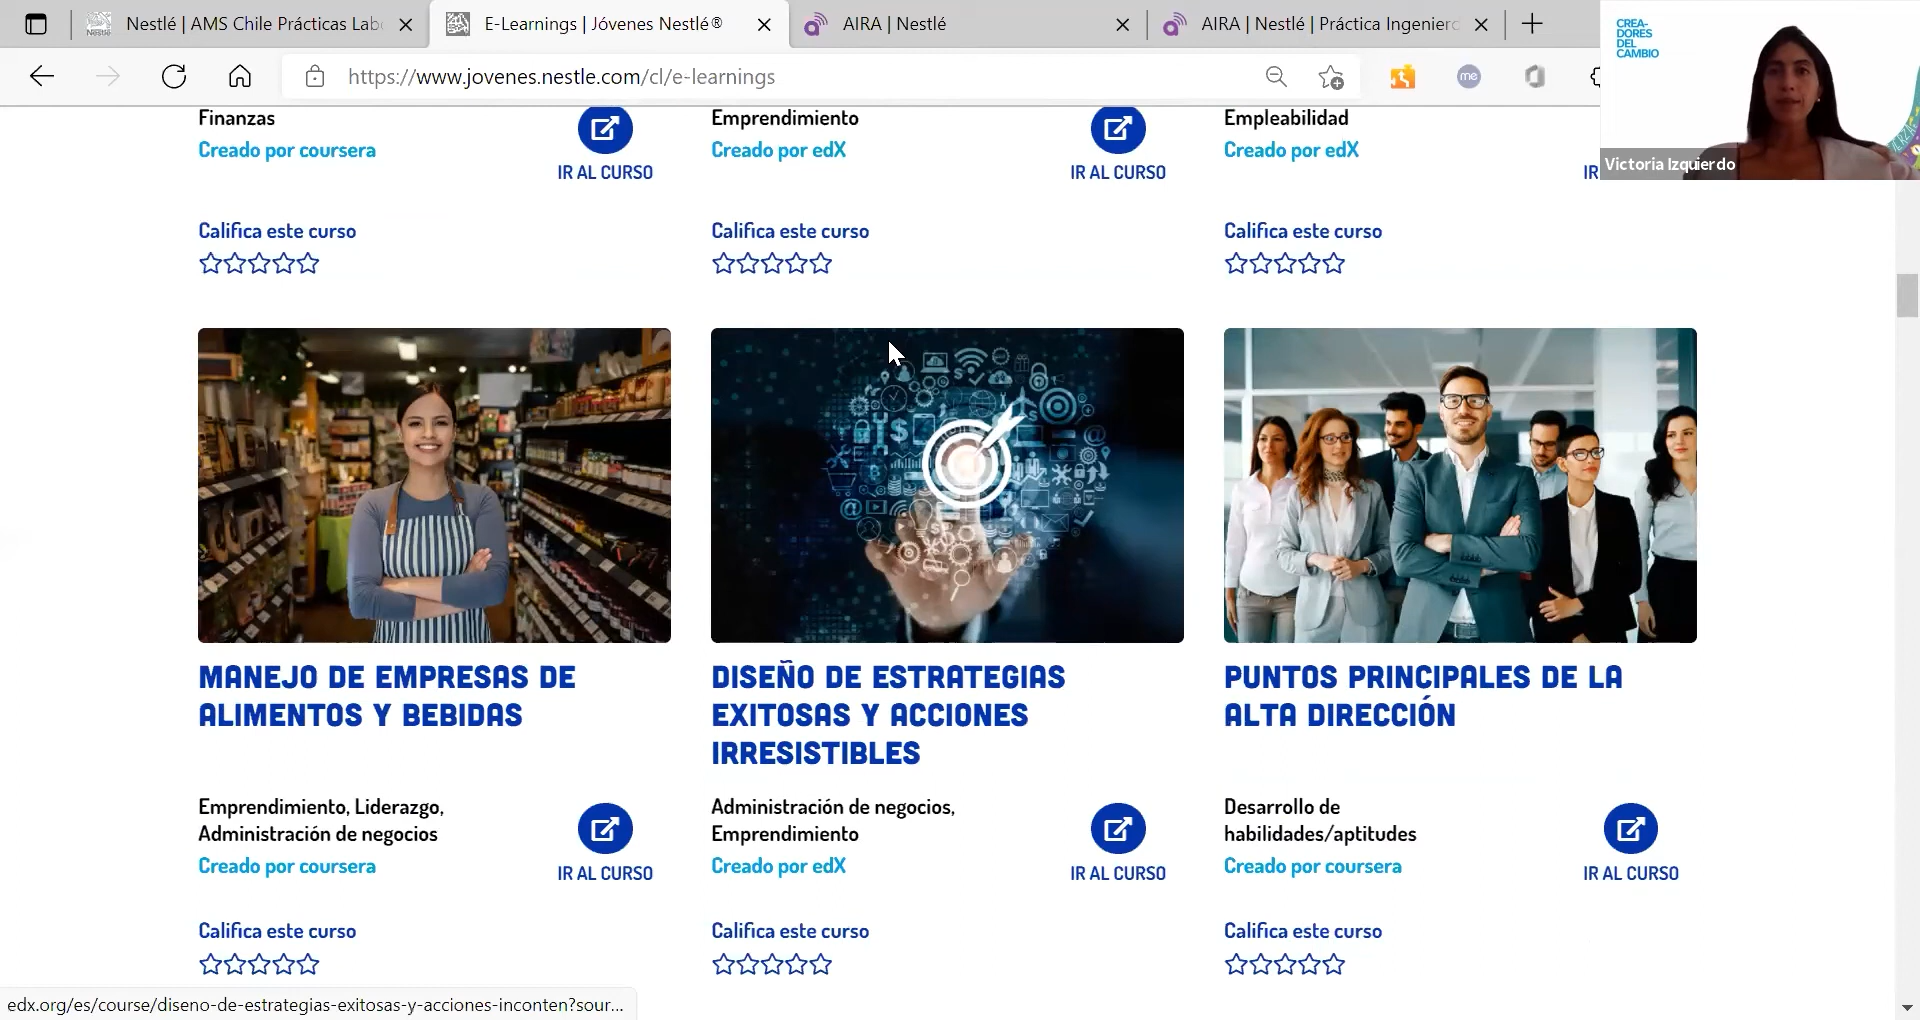 Nestlé | AMS Chile Prácticas Lab
E-Learnings | Jóvenes Nestlé®
AIRA | Nestlé
AIRA | Nestlé | Práctica Ingenierc
https://www.jovenes.nestle.com/cl/e-learnings
me
CREA-
DORES
DEL
CAMBIO
Victoria Izquierdo
Finanzas
Creado por coursera
IR AL CURSO
Califica este curso
Emprendimiento
Creado por edX
IR AL CURSO
Califica este curso
Empleabilidad
Creado por edX
IR
Califica este curso
MANEJO DE EMPRESAS DE
ALIMENTOS Y BEBIDAS
Emprendimiento, Liderazgo,
Administración de negocios
Creado por coursera
IR AL CURSO
Califica este curso
DISEÑO DE ESTRATEGIAS
EXITOSAS Y ACCIONES
IRRESISTIBLES
Administración de negocios,
Emprendimiento
Creado por edX
IR AL CURSO
Califica este curso
PUNTOS PRINCIPALES DE LA
ALTA DIRECCIÓN
Desarrollo de
habilidades/aptitudes
Creado por coursera
IR AL CURSO
Califica este curso
edx.org/es/course/diseno-de-estrategias-exitosas-y-acciones-inconten?sour...